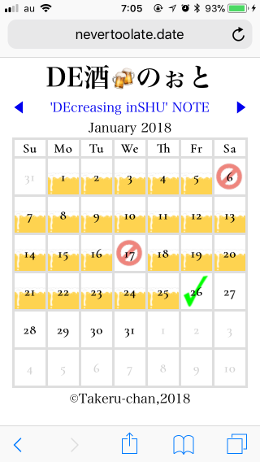 au 7:05 93%
nevertoolate.date
DE酒🍻のぉと
'DEcreasing inSHU' NOTE
January 2018
Su Mo Tu We Th Fr Sa
31 1 2 3 4 5 6
7 8 9 10 11 12 13
14 15 16 17 18 19 20
21 22 23 24 25 26 27
28 29 30 31 1 2 3
4 5 6 7 8 9 10
©Takeru-chan,2018